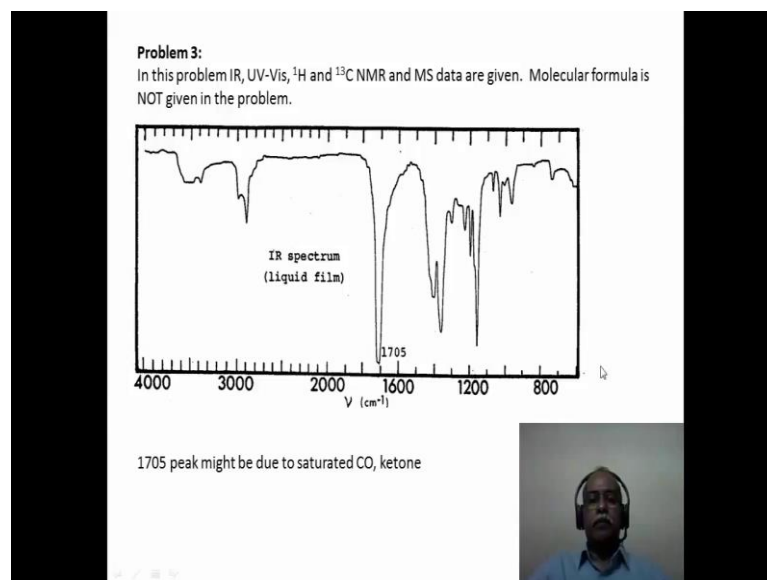 Problem 3:
In this problem IR, UV-Vis, ¹H and ¹³C NMR and MS data are given. Molecular formula is
NOT given in the problem.
IR spectrum
(liquid film)
1705
4000 3000 2000 1600 1200 800
ν (cm⁻¹)
1705 peak might be due to saturated CO, ketone